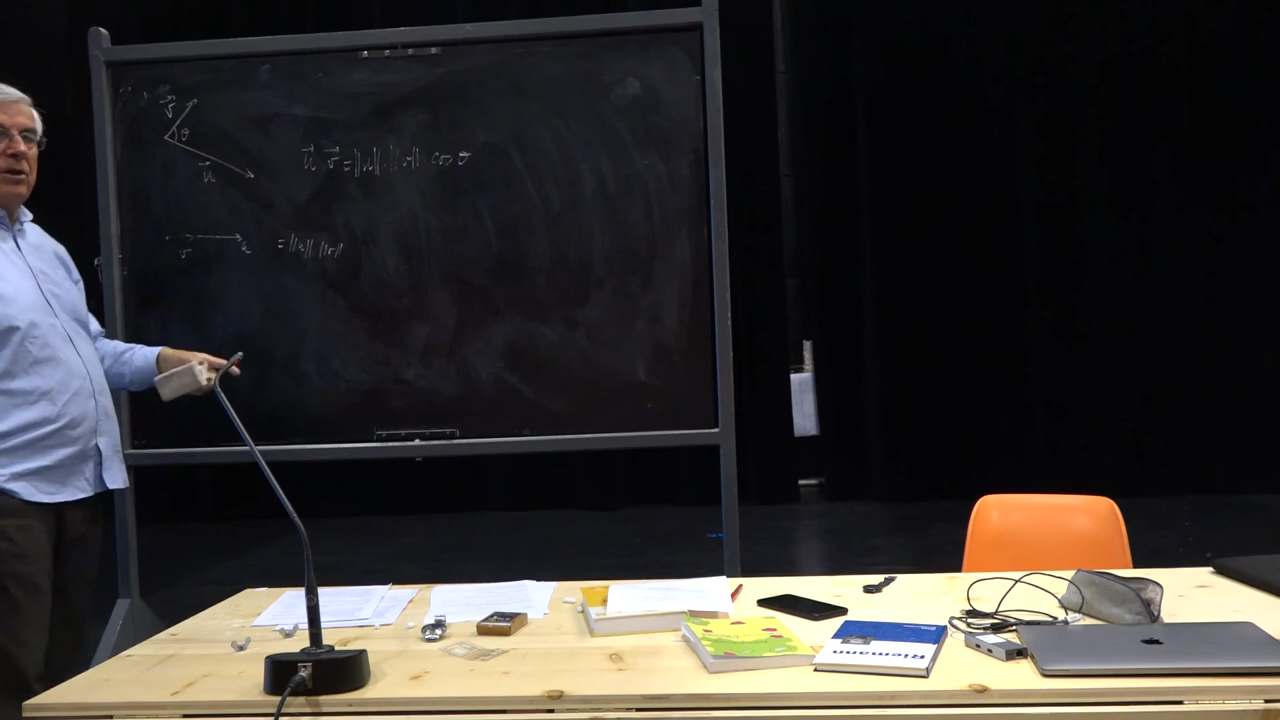 v⃗
θ
u⃗
u⃗ v⃗ = ||u|| · ||v|| · cos θ
v u = ||u|| ||v||
Riemann